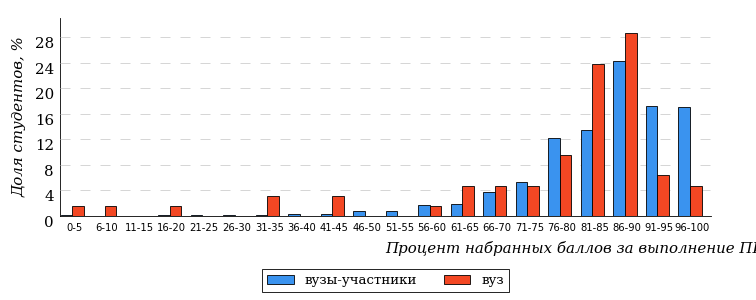 Доля студентов, %
28
24
20
16
12
8
4
0
0-5 6-10 11-15 16-20 21-25 26-30 31-35 36-40 41-45 46-50 51-55 56-60 61-65 66-70 71-75 76-80 81-85 86-90 91-95 96-100
Процент набранных баллов за выполнение
вузы-участники вуз